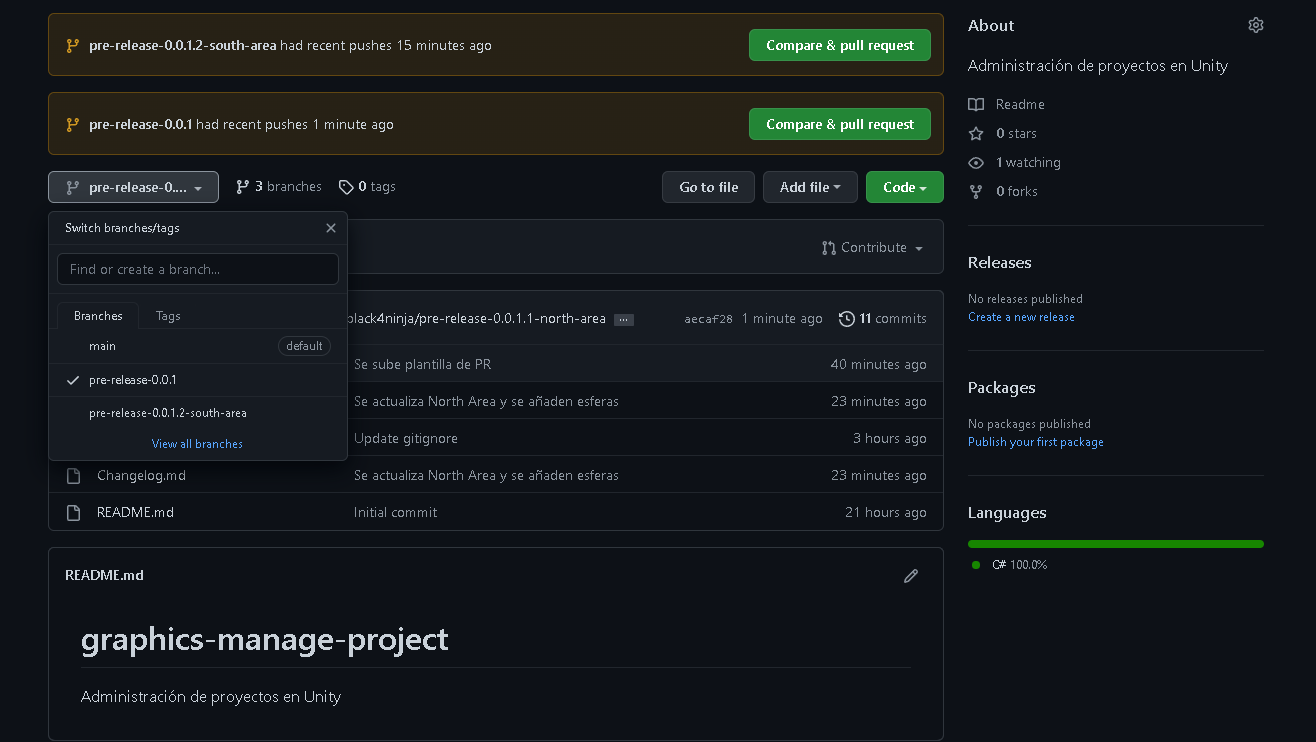 pre-release-0.0.1.2-south-area had recent pushes 15 minutes ago
Compare & pull request
pre-release-0.0.1 had recent pushes 1 minute ago
Compare & pull request
pre-release-0.... 3 branches 0 tags
Go to file Add file Code
Switch branches/tags
Find or create a branch...
Branches Tags
main default
pre-release-0.0.1
pre-release-0.0.1.2-south-area
View all branches
Contribute
black4ninja/pre-release-0.0.1.1-north-area ... aecaf28 1 minute ago 11 commits
Se sube plantilla de PR 40 minutes ago
Se actualiza North Area y se añaden esferas 23 minutes ago
Update gitignore 3 hours ago
Changelog.md Se actualiza North Area y se añaden esferas 23 minutes ago
README.md Initial commit 21 hours ago
README.md
graphics-manage-project
Administración de proyectos en Unity
About
Administración de proyectos en Unity
Readme
0 stars
1 watching
0 forks
Releases
No releases published
Create a new release
Packages
No packages published
Publish your first package
Languages
C# 100.0%